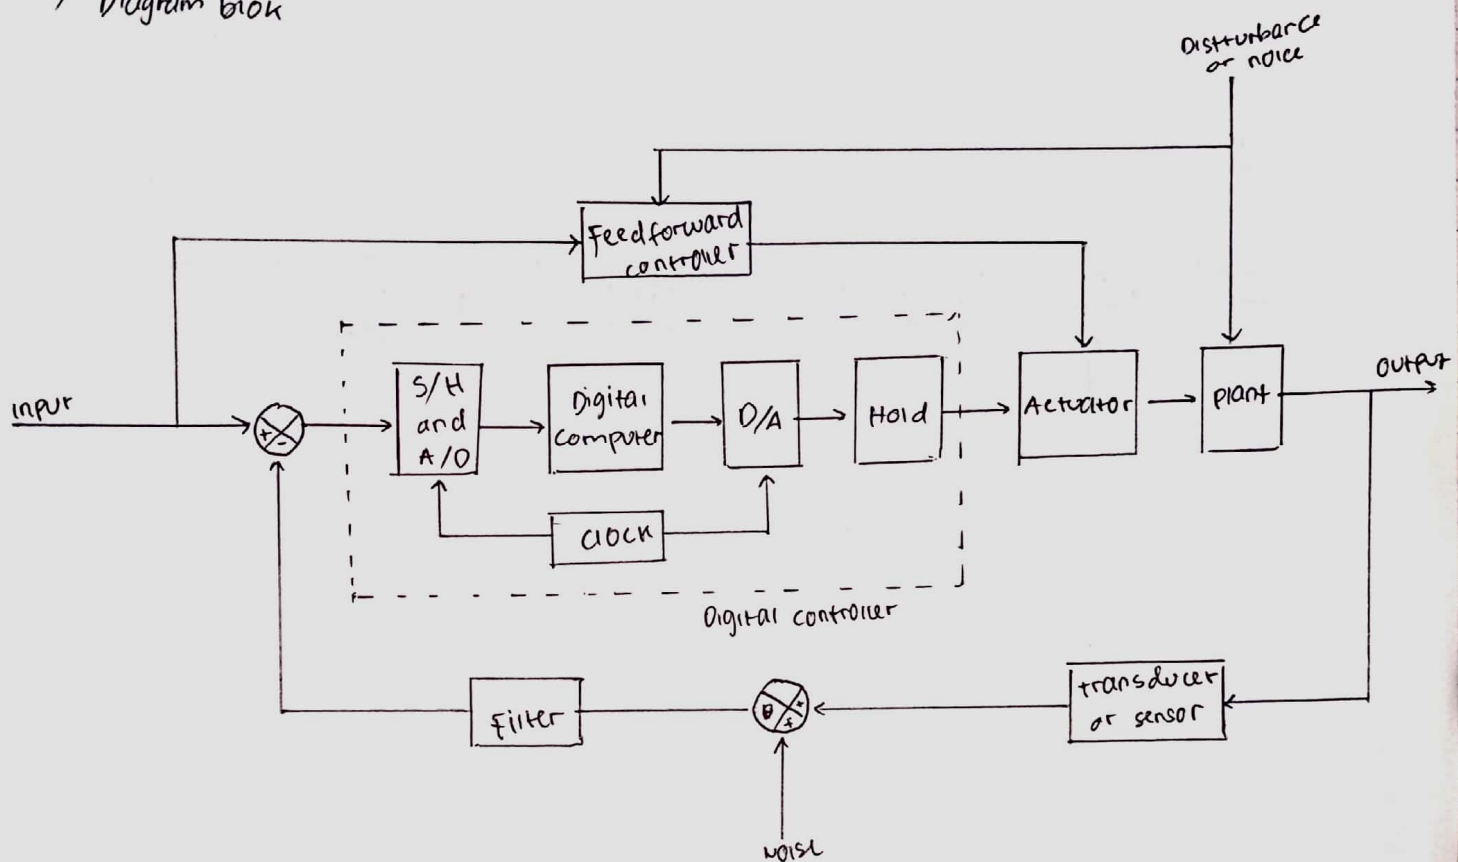 Diagram blok
Disturbance
or noice
Feedforward
controller
S/H
and
A/D
Digital
computer
D/A
Hold
Actuator
plant
output
input
+
-
clock
Digital controller
Filter
+
+
transducer
or sensor
Noise